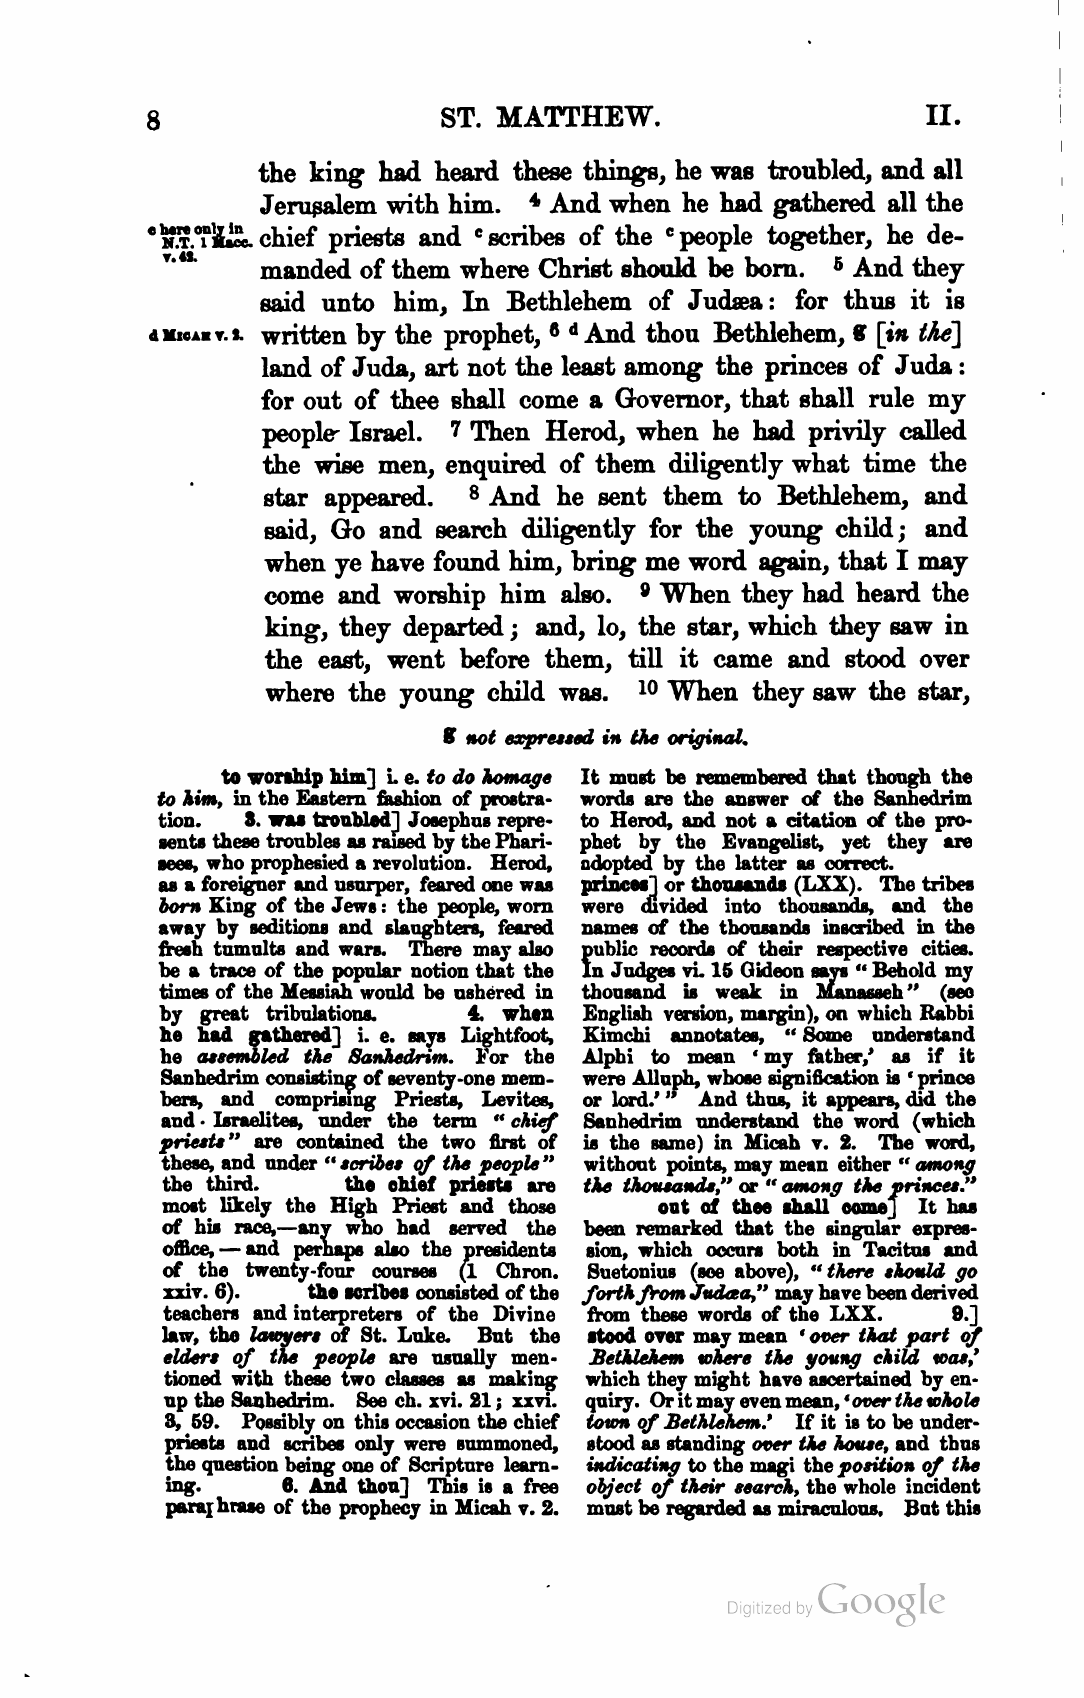 8 ST. MATTHEW. II.
the king had heard these things, he was troubled, and all
Jerusalem with him. 4 And when he had gathered all the
c here only in
N.T. 1 Macc.
v. 42.
chief priests and c scribes of the c people together, he de-
manded of them where Christ should be born. 5 And they
said unto him, In Bethlehem of Judæa: for thus it is
d MICAH v. 2.
written by the prophet, 6 d And thou Bethlehem, g [in the]
land of Juda, art not the least among the princes of Juda:
for out of thee shall come a Governor, that shall rule my
people Israel. 7 Then Herod, when he had privily called
the wise men, enquired of them diligently what time the
star appeared. 8 And he sent them to Bethlehem, and
said, Go and search diligently for the young child; and
when ye have found him, bring me word again, that I may
come and worship him also. 9 When they had heard the
king, they departed; and, lo, the star, which they saw in
the east, went before them, till it came and stood over
where the young child was. 10 When they saw the star,
g not expressed in the original.
to worship him] i. e. to do homage
to him, in the Eastern fashion of prostra-
tion. 3. was troubled] Josephus repre-
sents these troubles as raised by the Phari-
sees, who prophesied a revolution. Herod,
as a foreigner and usurper, feared one was
born King of the Jews: the people, worn
away by seditions and slaughters, feared
fresh tumults and wars. There may also
be a trace of the popular notion that the
times of the Messiah would be ushered in
by great tribulations. 4. when
he had gathered] i. e. says Lightfoot,
he assembled the Sanhedrim. For the
Sanhedrim consisting of seventy-one mem-
bers, and comprising Priests, Levites,
and Israelites, under the term "chief
priests" are contained the two first of
these, and under "scribes of the people"
the third. the chief priests are
most likely the High Priest and those
of his race,—any who had served the
office,—and perhaps also the presidents
of the twenty-four courses (1 Chron.
xxiv. 6). the scribes consisted of the
teachers and interpreters of the Divine
law, the lawyers of St. Luke. But the
elders of the people are usually men-
tioned with these two classes as making
up the Sanhedrim. See ch. xvi. 21; xxvi.
3, 59. Possibly on this occasion the chief
priests and scribes only were summoned,
the question being one of Scripture learn-
ing. 6. And thou] This is a free
paraphrase of the prophecy in Micah v. 2.
It must be remembered that though the
words are the answer of the Sanhedrim
to Herod, and not a citation of the pro-
phet by the Evangelist, yet they are
adopted by the latter as correct.
princes] or thousands (LXX). The tribes
were divided into thousands, and the
names of the thousands inscribed in the
public records of their respective cities.
In Judges vi. 15 Gideon says "Behold my
thousand is weak in Manasseh" (see
English version, margin), on which Rabbi
Kimchi annotates, "Some understand
Alphi to mean 'my father,' as if it
were Alluph, whose signification is 'prince
or lord.'" And thus, it appears, did the
Sanhedrim understand the word (which
is the same) in Micah v. 2. The word,
without points, may mean either "among
the thousands," or "among the princes."
out of thee shall come] It has
been remarked that the singular expres-
sion, which occurs both in Tacitus and
Suetonius (see above), "there should go
forth from Judæa," may have been derived
from these words of the LXX. 9.]
stood over may mean 'over that part of
Bethlehem where the young child was,'
which they might have ascertained by en-
quiry. Or it may even mean, 'over the whole
town of Bethlehem.' If it is to be under-
stood as standing over the house, and thus
indicating to the magi the position of the
object of their search, the whole incident
must be regarded as miraculous. But this
Digitized by Google